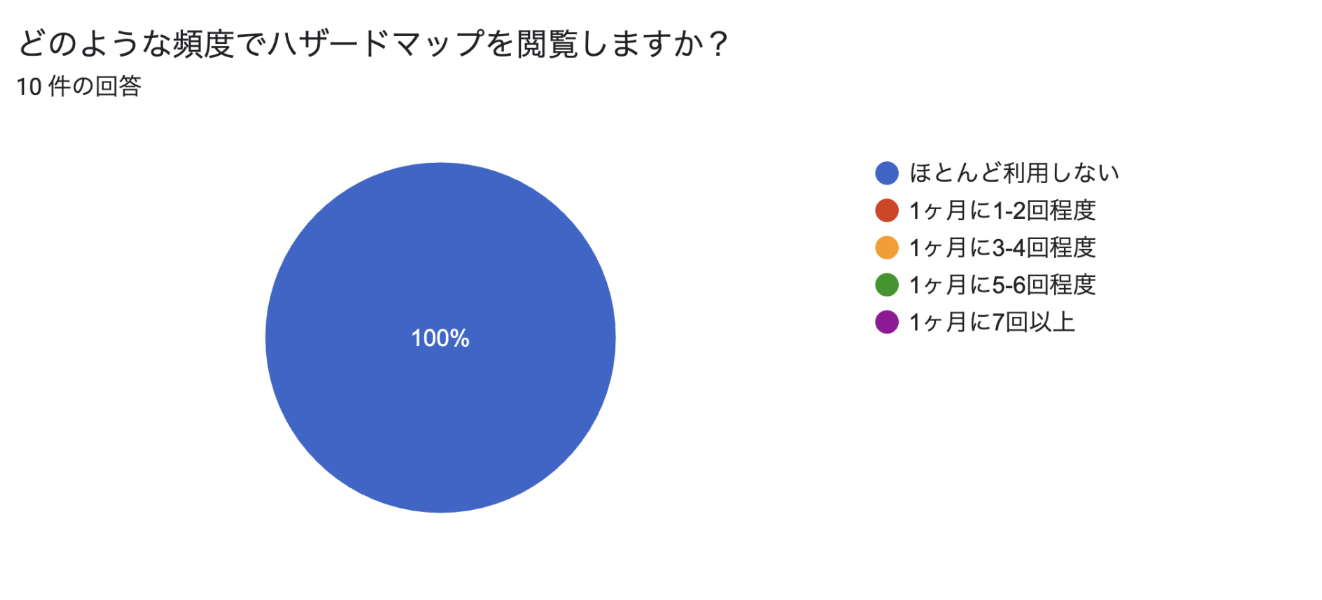 どのような頻度でハザードマップを閲覧しますか？
10 件の回答
100%
ほとんど利用しない
1ヶ月に1-2回程度
1ヶ月に3-4回程度
1ヶ月に5-6回程度
1ヶ月に7回以上